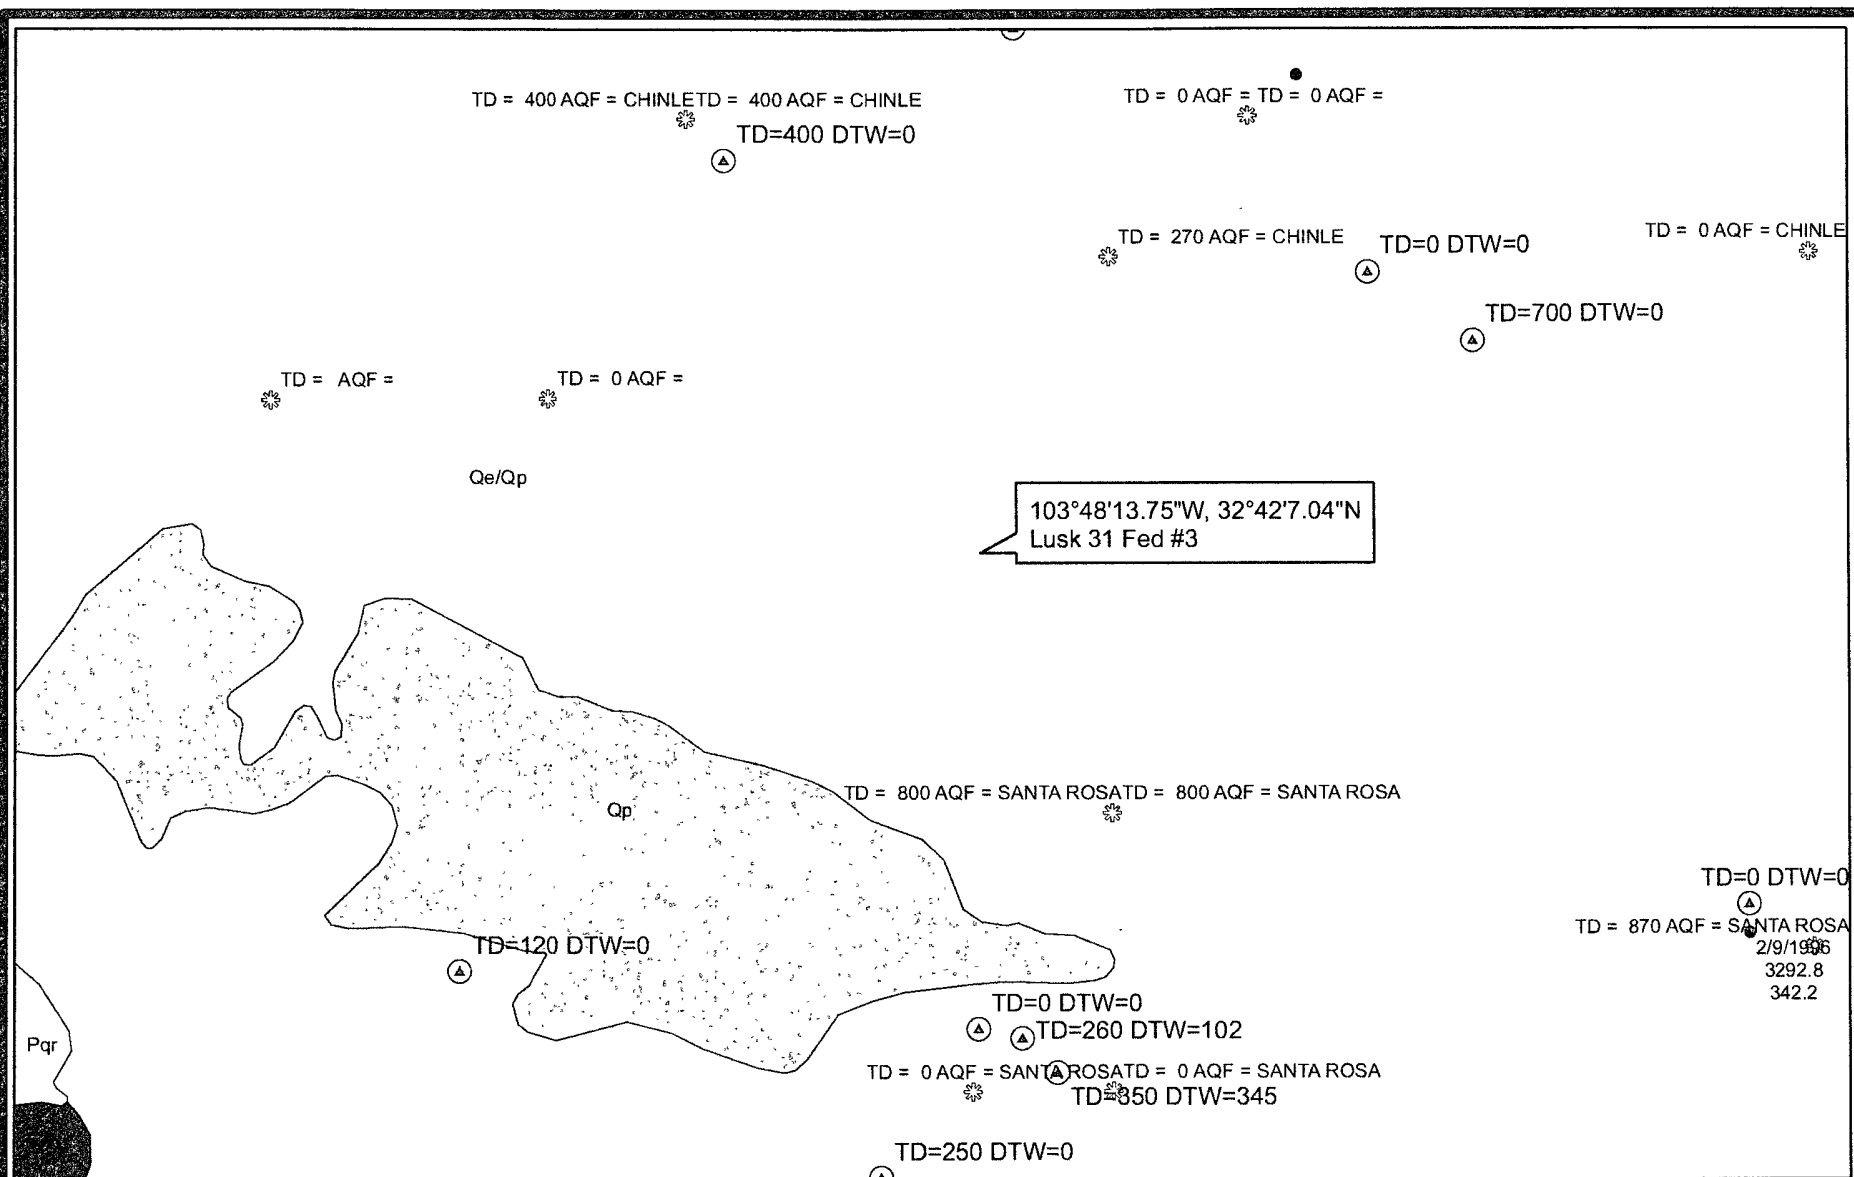 TD = 0 AQF = TD = 0 AQF =
TD = 400 AQF = CHINLETD = 400 AQF = CHINLE
TD=400 DTW=0
TD = 270 AQF = CHINLE
TD=0 DTW=0
TD = 0 AQF = CHINLE
TD=700 DTW=0
TD = AQF =
TD = 0 AQF =
Qe/Qp
103°48'13.75"W, 32°42'7.04"N
Lusk 31 Fed #3
TD = 800 AQF = SANTA ROSATD = 800 AQF = SANTA ROSA
Qp
TD=0 DTW=0
TD = 870 AQF = SANTA ROSA
2/9/1996
3292.8
342.2
TD=120 DTW=0
TD=0 DTW=0
TD=260 DTW=102
Pqr
TD = 0 AQF = SANTA ROSATD = 0 AQF = SANTA ROSA
TD=350 DTW=345
TD=250 DTW=0